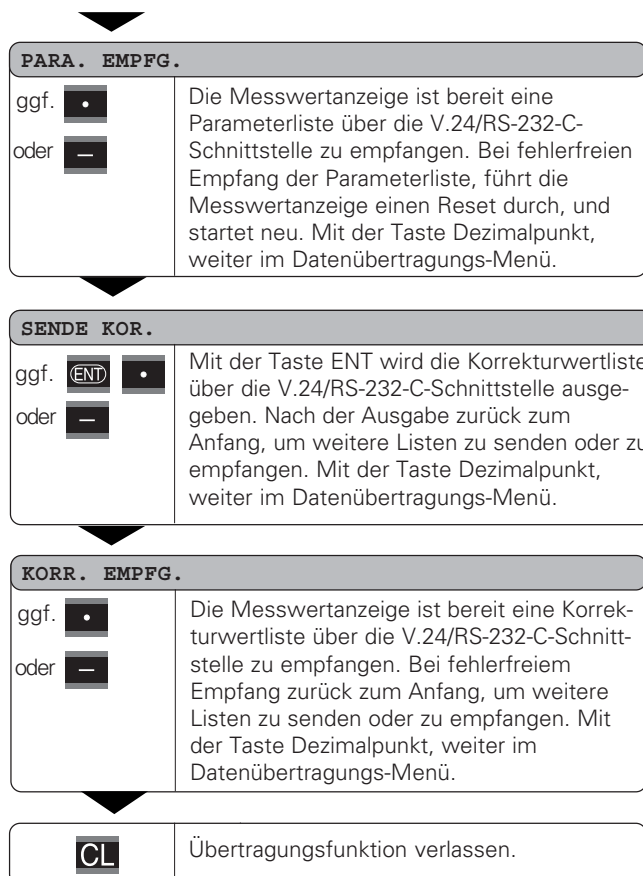 PARA. EMPFG.
ggf. •
oder –
Die Messwertanzeige ist bereit eine
Parameterliste über die V.24/RS-232-C-
Schnittstelle zu empfangen. Bei fehlerfreien
Empfang der Parameterliste, führt die
Messwertanzeige einen Reset durch, und
startet neu. Mit der Taste Dezimalpunkt,
weiter im Datenübertragungs-Menü.
SENDE KOR.
ggf. ENT •
oder –
Mit der Taste ENT wird die Korrekturwertliste
über die V.24/RS-232-C-Schnittstelle ausge-
geben. Nach der Ausgabe zurück zum
Anfang, um weitere Listen zu senden oder zu
empfangen. Mit der Taste Dezimalpunkt,
weiter im Datenübertragungs-Menü.
KORR. EMPFG.
ggf. •
oder –
Die Messwertanzeige ist bereit eine Korrek-
turwertliste über die V.24/RS-232-C-Schnitt-
stelle zu empfangen. Bei fehlerfreiem
Empfang zurück zum Anfang, um weitere
Listen zu senden oder zu empfangen. Mit
der Taste Dezimalpunkt, weiter im
Datenübertragungs-Menü.
CL
Übertragungsfunktion verlassen.